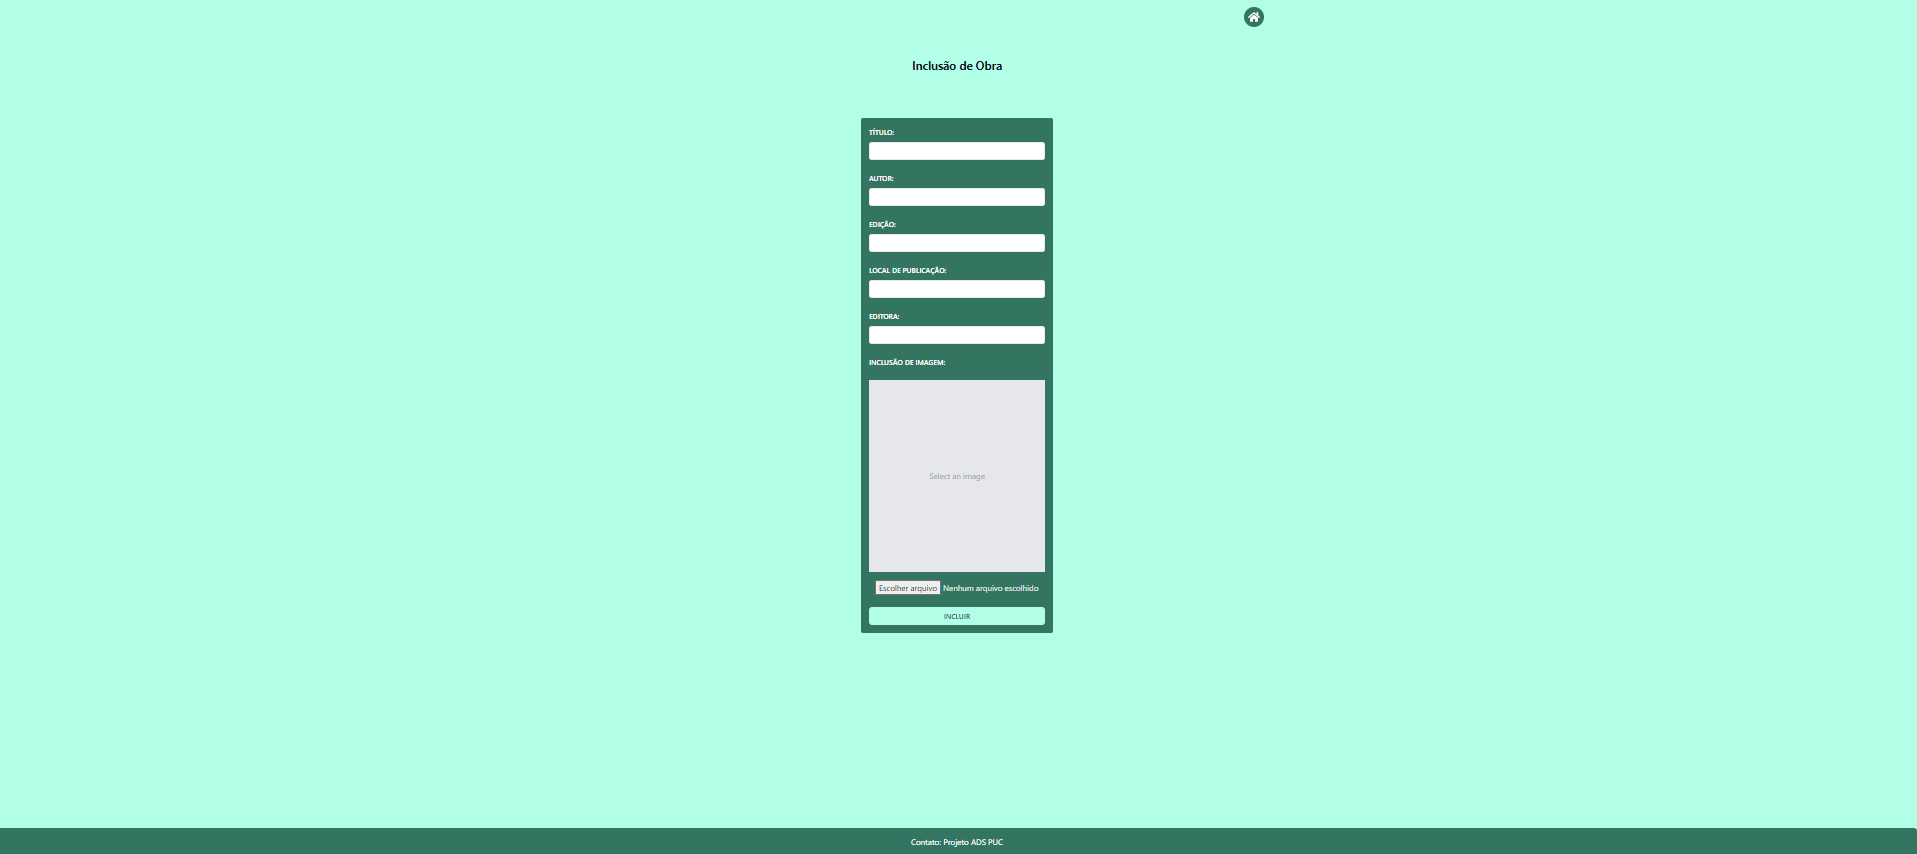 Inclusão de Obra
TÍTULO:
AUTOR:
EDIÇÃO:
LOCAL DE PUBLICAÇÃO:
EDITORA:
INCLUSÃO DE IMAGEM:
Select an image
Escolher arquivo Nenhum arquivo escolhido
INCLUIR
Contato: Projeto ADS PUC